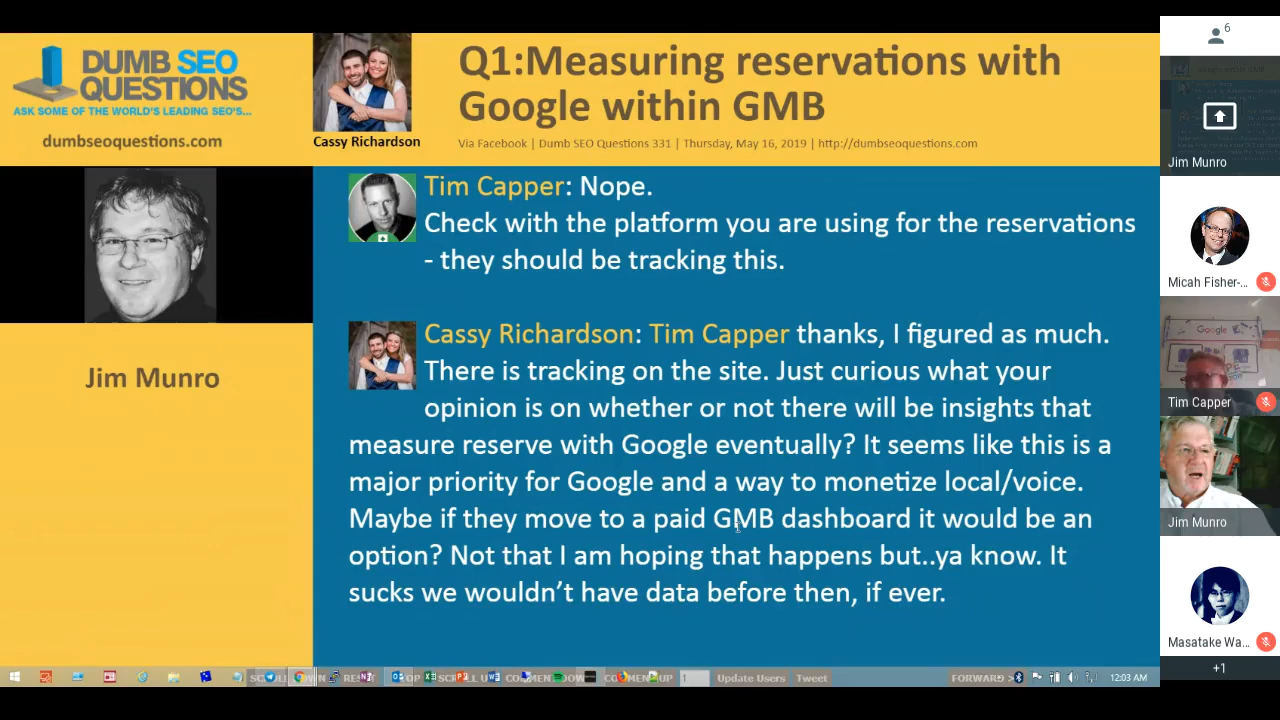 DUMB SEO
QUESTIONS
ASK SOME OF THE WORLD'S LEADING SEO'S...
dumbseoquestions.com
Cassy Richardson
Q1:Measuring reservations with
Google within GMB
Via Facebook | Dumb SEO Questions 331 | Thursday, May 16, 2019 | http://dumbseoquestions.com
Jim Munro
Tim Capper: Nope.
Check with the platform you are using for the reservations
- they should be tracking this.
Cassy Richardson: Tim Capper thanks, I figured as much.
There is tracking on the site. Just curious what your
opinion is on whether or not there will be insights that
measure reserve with Google eventually? It seems like this is a
major priority for Google and a way to monetize local/voice.
Maybe if they move to a paid GMB dashboard it would be an
option? Not that I am hoping that happens but..ya know. It
sucks we wouldn't have data before then, if ever.
6
Jim Munro
Micah Fisher-...
Google
Tim Capper
Jim Munro
Masatake Wa...
+1
1
Update Users
Tweet
FORWARD >
12:03 AM